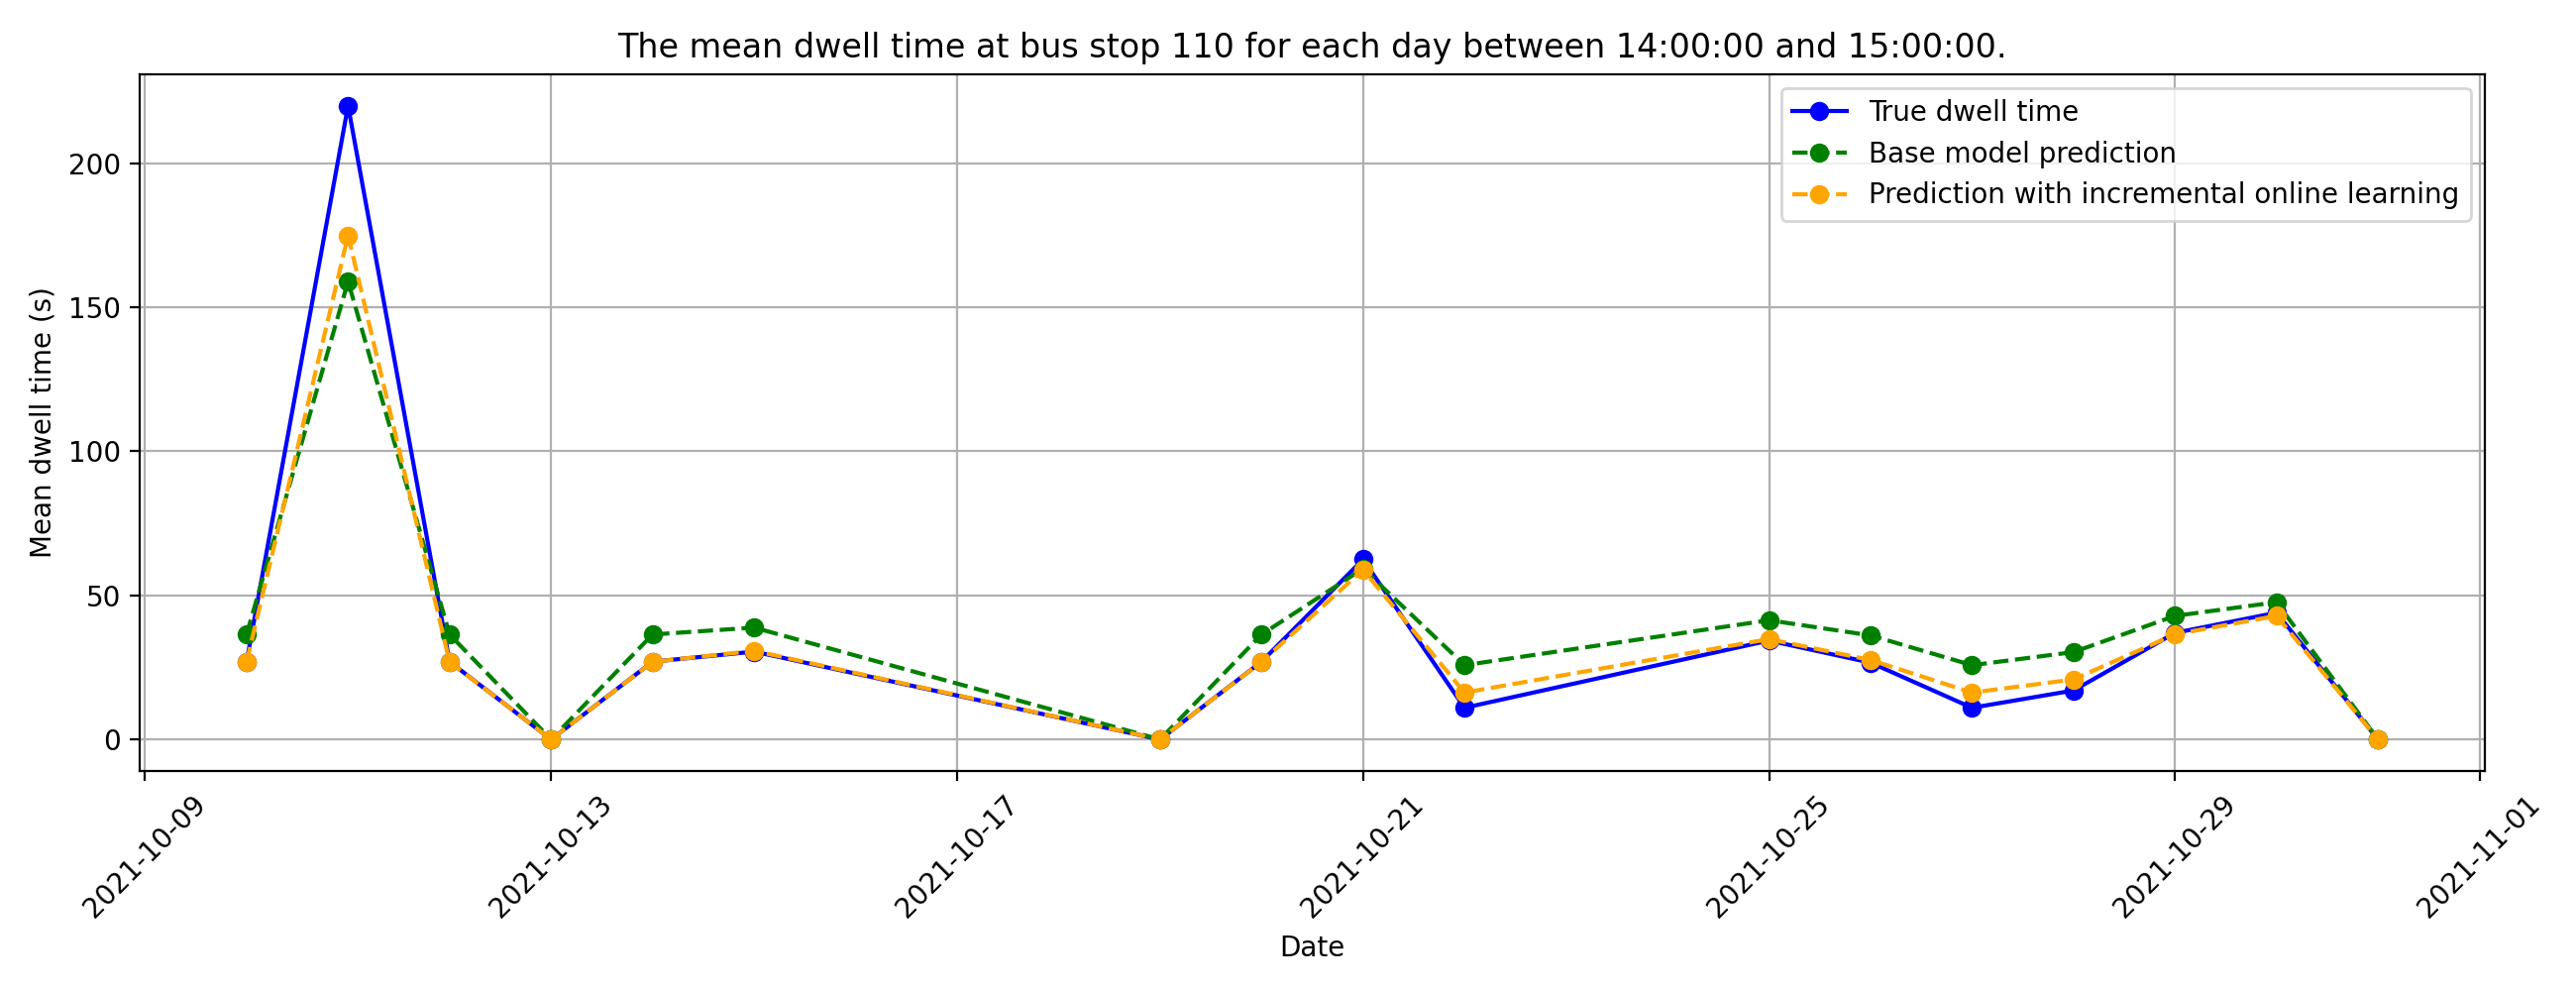 The mean dwell time at bus stop 110 for each day between 14:00:00 and 15:00:00.
True dwell time
Base model prediction
Prediction with incremental online learning
Mean dwell time (s)
200
150
100
50
0
2021-10-09
2021-10-13
2021-10-17
2021-10-21
2021-10-25
2021-10-29
2021-11-01
Date